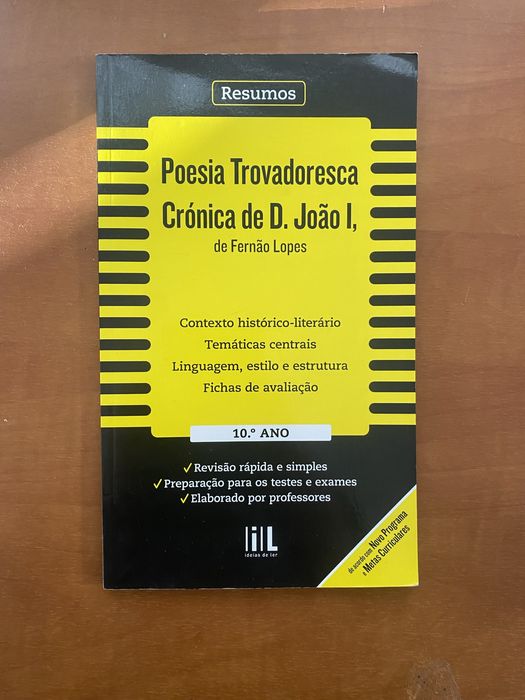 Resumos
Poesia Trovadoresca
Crónica de D. João I,
de Fernão Lopes
Contexto histórico-literário
Temáticas centrais
Linguagem, estilo e estrutura
Fichas de avaliação
10.º ANO
✓Revisão rápida e simples
✓Preparação para os testes e exames
✓Elaborado por professores
iL
ideias de ler
de acordo com Novo Programa
e Metas Curriculares